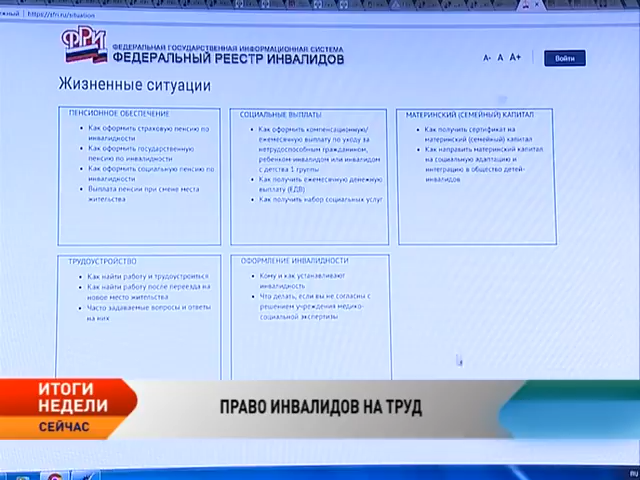 https://sfri.ru/situation
ФРИ
ФЕДЕРАЛЬНАЯ ГОСУДАРСТВЕННАЯ ИНФОРМАЦИОННАЯ СИСТЕМА
ФЕДЕРАЛЬНЫЙ РЕЕСТР ИНВАЛИДОВ
A- A A+
Войти
Жизненные ситуации
ПЕНСИОННОЕ ОБЕСПЕЧЕНИЕ
Как оформить страховую пенсию по
инвалидности
Как оформить государственную
пенсию по инвалидности
Как оформить социальную пенсию по
инвалидности
Выплата пенсии при смене места
жительства
СОЦИАЛЬНЫЕ ВЫПЛАТЫ
Как оформить компенсационную/
ежемесячную выплату по уходу за
нетрудоспособным гражданином,
ребенком-инвалидом или инвалидом
с детства 1 группы
Как получить ежемесячную денежную
выплату (ЕДВ)
Как получить набор социальных услуг
МАТЕРИНСКИЙ (СЕМЕЙНЫЙ) КАПИТАЛ
Как получить сертификат на
материнский (семейный) капитал
Как направить материнский капитал
на социальную адаптацию и
интеграцию в общество детей-
инвалидов
ТРУДОУСТРОЙСТВО
Как найти работу и трудоустроиться
Как найти работу после переезда на
новое место жительства
Часто задаваемые вопросы и ответы
на них
ОФОРМЛЕНИЕ ИНВАЛИДНОСТИ
Кому и как устанавливают
инвалидность
Что делать, если вы не согласны с
решением учреждения медико-
социальной экспертизы
ИТОГИ
НЕДЕЛИ
СЕЙЧАС
ПРАВО ИНВАЛИДОВ НА ТРУД
RU